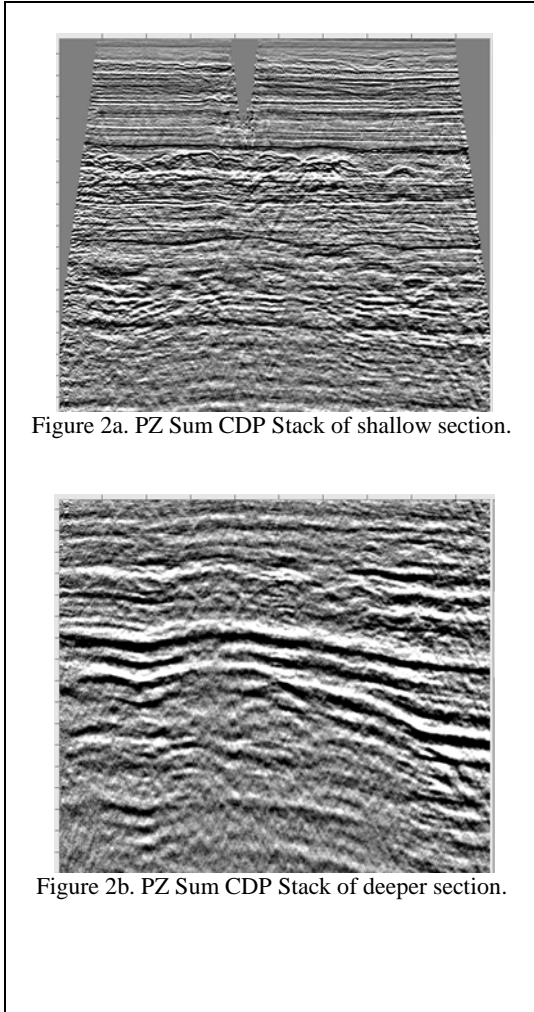 Figure 2a. PZ Sum CDP Stack of shallow section.
Figure 2b. PZ Sum CDP Stack of deeper section.